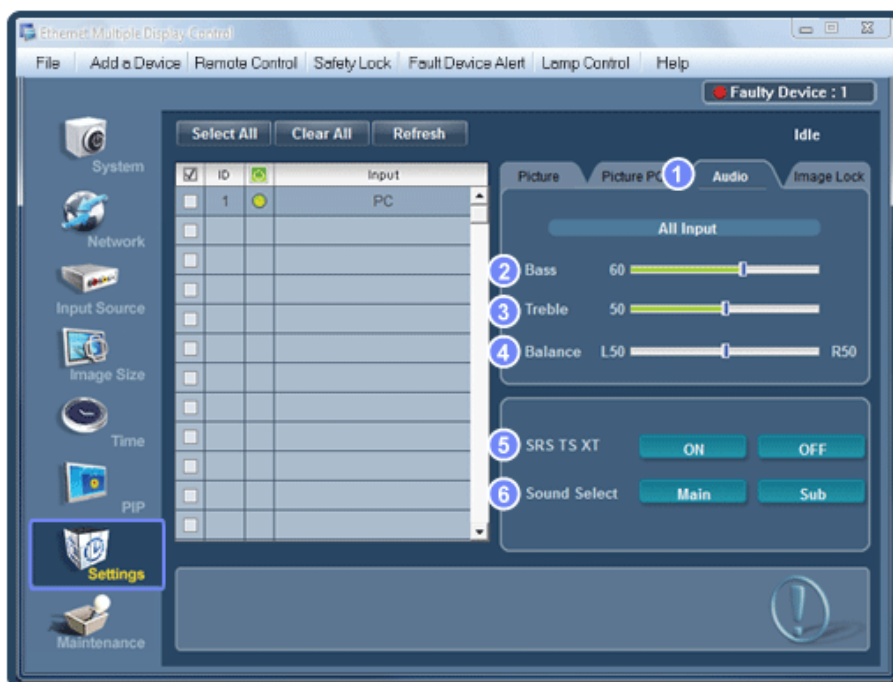 Ethernet Multiple Display Control
File Add a Device Remote Control Safety Lock Fault Device Alert Lamp Control Help
Faulty Device : 1
Select All Clear All Refresh Idle
System
ID Input
1 PC
Picture Picture PC 1 Audio Image Lock
All Input
Network
2 Bass 60
Input Source
3 Treble 50
4 Balance L50 R50
Image Size
Time
5 SRS TS XT ON OFF
6 Sound Select Main Sub
PIP
Settings
Maintenance